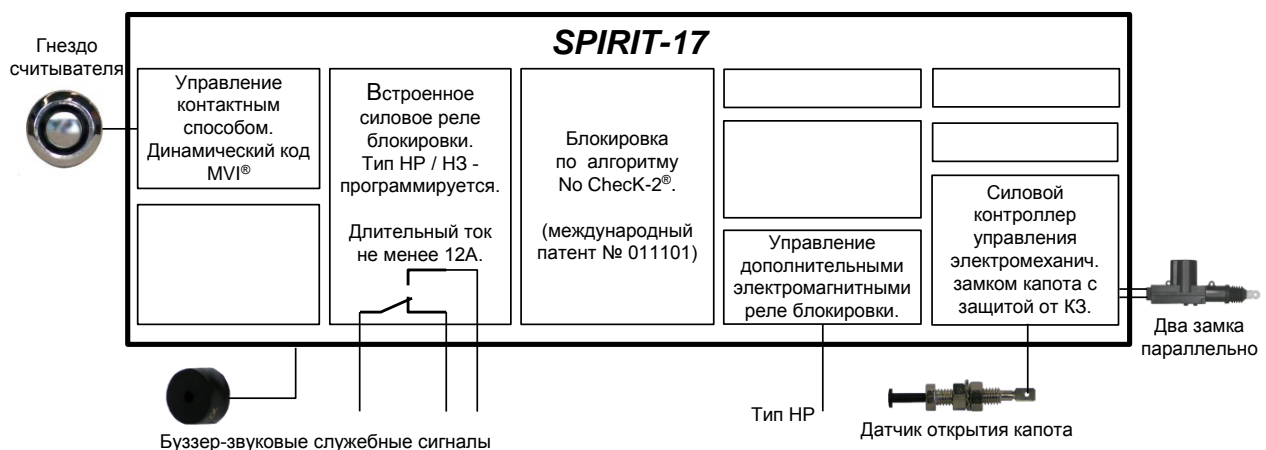 SPIRIT-17
Гнездо
считывателя
Управление
контактным
способом.
Динамический код
MVI®
Встроенное
силовое реле
блокировки.
Тип НР / НЗ -
программируется.
Длительный ток
не менее 12А.
Блокировка
по алгоритму
No ChecK-2®.
(международный
патент № 011101)
Управление
дополнительными
электромагнитными
реле блокировки.
Силовой
контроллер
управления
электромеханич.
замком капота с
защитой от КЗ.
Два замка
параллельно
Тип НР
Датчик открытия капота
Буззер-звуковые служебные сигналы